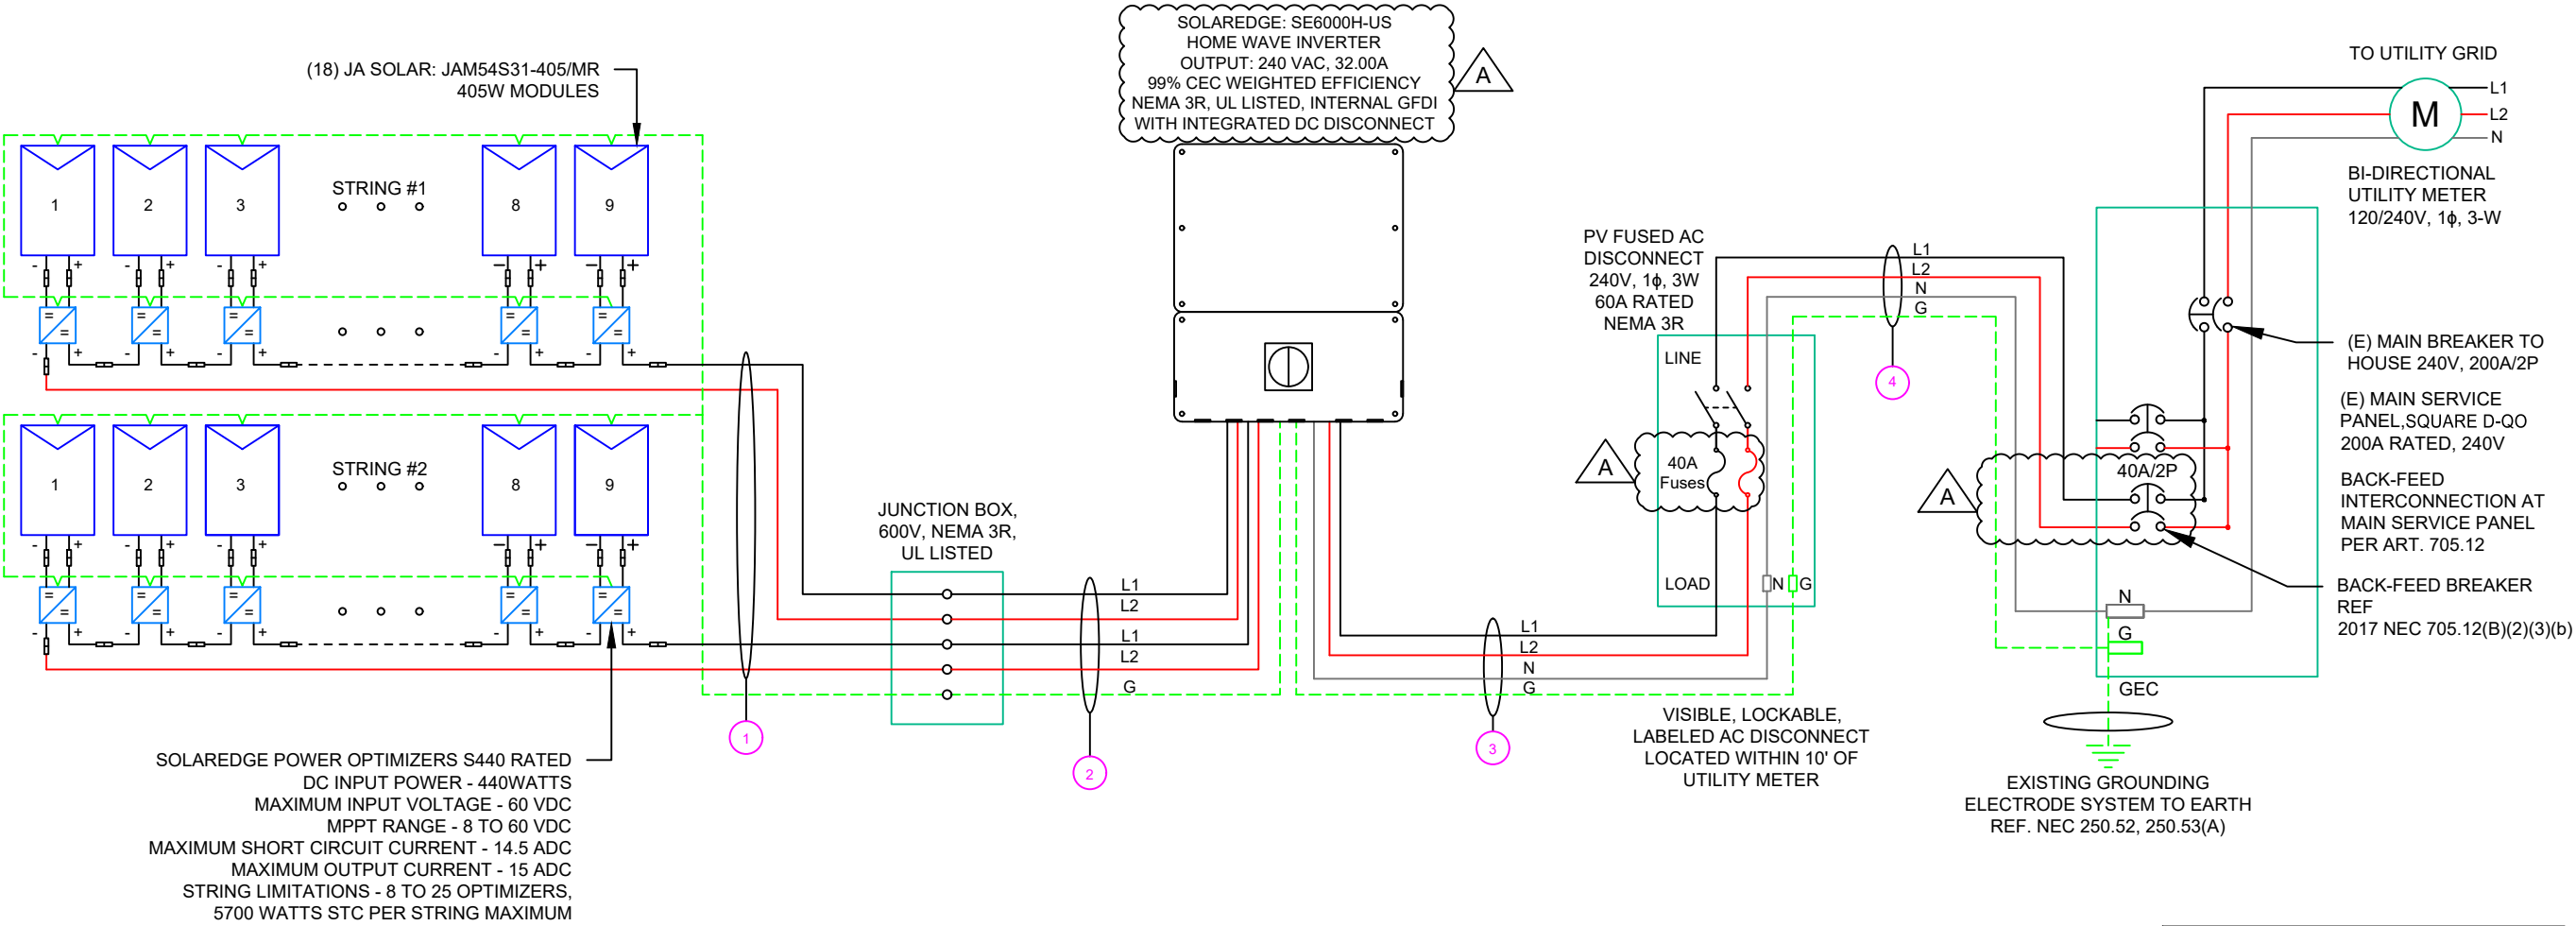 (18) JA SOLAR: JAM54S31-405/MR
405W MODULES
1
2
3
STRING #1
8
9
- + - + - + - + - +
- + - + - + - + - +
1
2
3
STRING #2
8
9
- + - + - + - + - +
- + - + - + - + - +
SOLAREDGE POWER OPTIMIZERS S440 RATED
DC INPUT POWER - 440WATTS
MAXIMUM INPUT VOLTAGE - 60 VDC
MPPT RANGE - 8 TO 60 VDC
MAXIMUM SHORT CIRCUIT CURRENT - 14.5 ADC
MAXIMUM OUTPUT CURRENT - 15 ADC
STRING LIMITATIONS - 8 TO 25 OPTIMIZERS,
5700 WATTS STC PER STRING MAXIMUM
1
JUNCTION BOX,
600V, NEMA 3R,
UL LISTED
L1
L2
L1
L2
G
2
SOLAREDGE: SE6000H-US
HOME WAVE INVERTER
OUTPUT: 240 VAC, 32.00A
99% CEC WEIGHTED EFFICIENCY
NEMA 3R, UL LISTED, INTERNAL GFDI
WITH INTEGRATED DC DISCONNECT
A
L1
L2
N
G
3
PV FUSED AC
DISCONNECT
240V, 1ϕ, 3W
60A RATED
NEMA 3R
LINE
A
40A
Fuses
LOAD
N
G
VISIBLE, LOCKABLE,
LABELED AC DISCONNECT
LOCATED WITHIN 10' OF
UTILITY METER
L1
L2
N
G
4
A
40A/2P
N
G
GEC
EXISTING GROUNDING
ELECTRODE SYSTEM TO EARTH
REF. NEC 250.52, 250.53(A)
TO UTILITY GRID
M
L1
L2
N
BI-DIRECTIONAL
UTILITY METER
120/240V, 1ϕ, 3-W
(E) MAIN BREAKER TO
HOUSE 240V, 200A/2P
(E) MAIN SERVICE
PANEL,SQUARE D-QO
200A RATED, 240V
BACK-FEED
INTERCONNECTION AT
MAIN SERVICE PANEL
PER ART. 705.12
BACK-FEED BREAKER
REF
2017 NEC 705.12(B)(2)(3)(b)